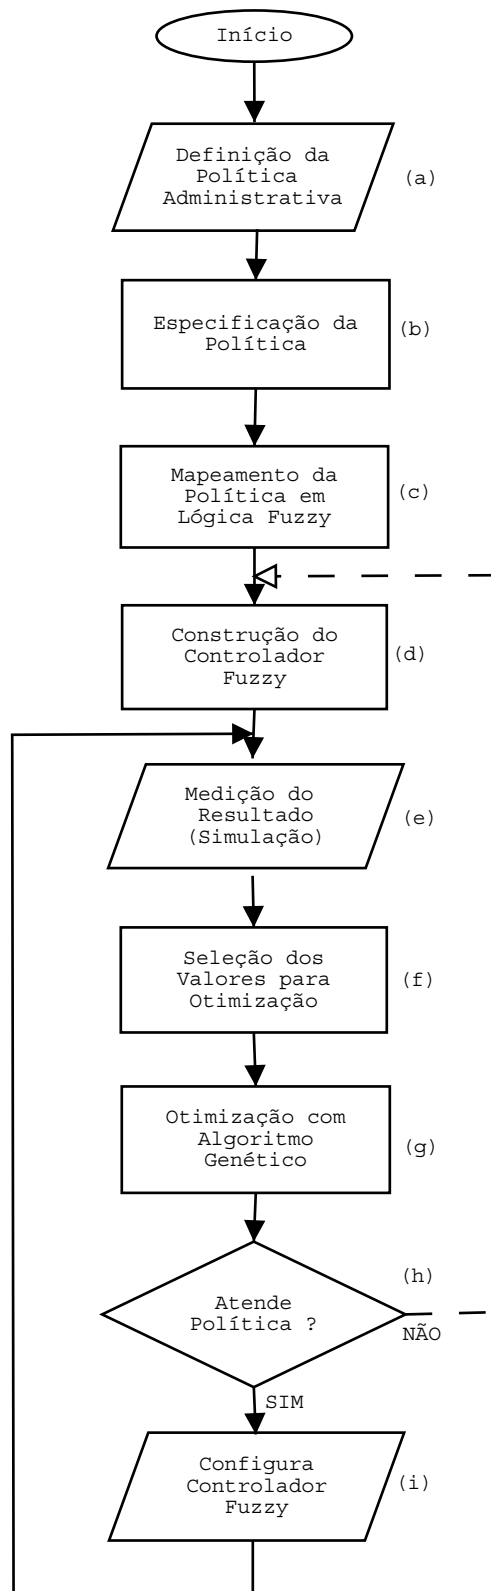 Início
Definição da
Política
Administrativa
(a)
Especificação da
Política
(b)
Mapeamento da
Política em
Lógica Fuzzy
(c)
Construção do
Controlador
Fuzzy
(d)
Medição do
Resultado
(Simulação)
(e)
Seleção dos
Valores para
Otimização
(f)
Otimização com
Algoritmo
Genético
(g)
Atende
Política ?
(h)
NÃO
SIM
Configura
Controlador
Fuzzy
(i)